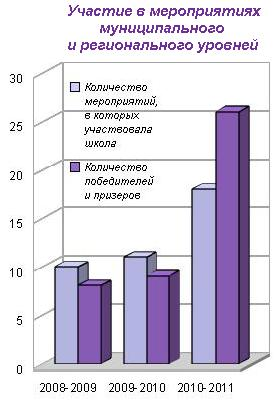 Участие в мероприятиях
муниципального
и регионального уровней
30
25
20
15
10
5
0
Количество
мероприятий,
в которых
участвовала
школа
Количество
победителей
и призеров
2008-2009 2009-2010 2010-2011